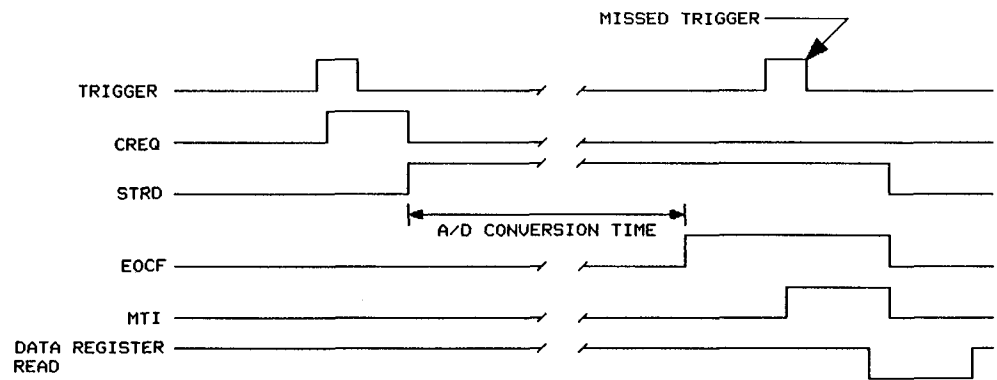 MISSED TRIGGER
TRIGGER
CREQ
STRD
A/D CONVERSION TIME
EOCF
MTI
DATA REGISTER
READ